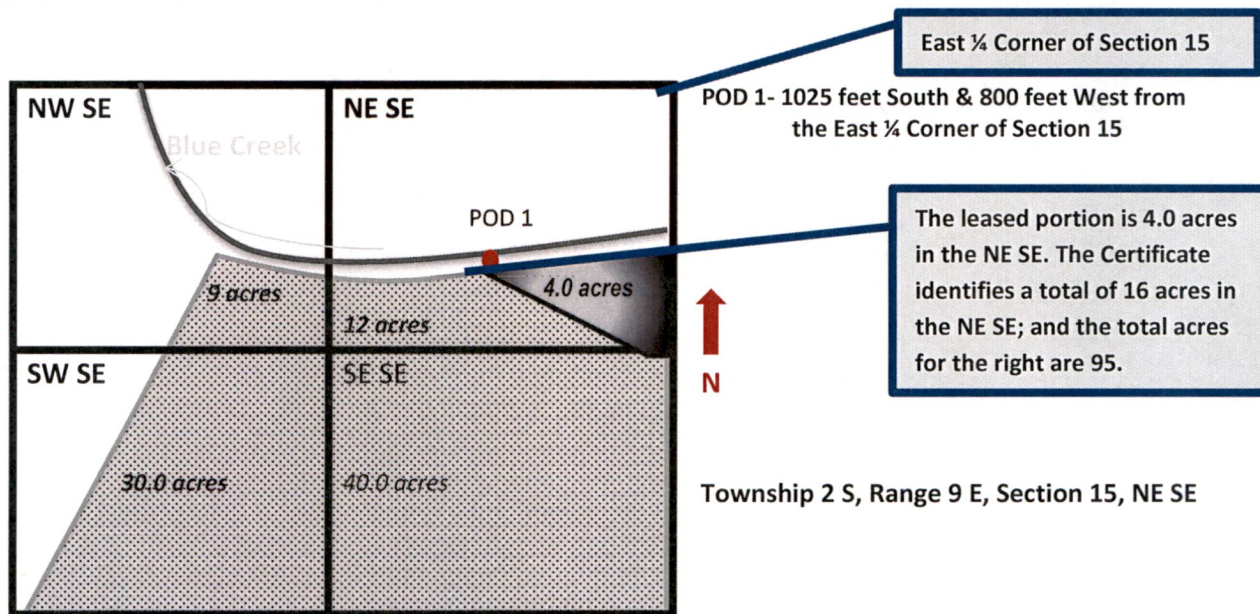 East ¼ Corner of Section 15
POD 1- 1025 feet South & 800 feet West from
the East ¼ Corner of Section 15
NW SE
NE SE
Blue Creek
POD 1
The leased portion is 4.0 acres
in the NE SE. The Certificate
identifies a total of 16 acres in
the NE SE; and the total acres
for the right are 95.
9 acres
4.0 acres
12 acres
N
SW SE
SE SE
30.0 acres
40.0 acres
Township 2 S, Range 9 E, Section 15, NE SE